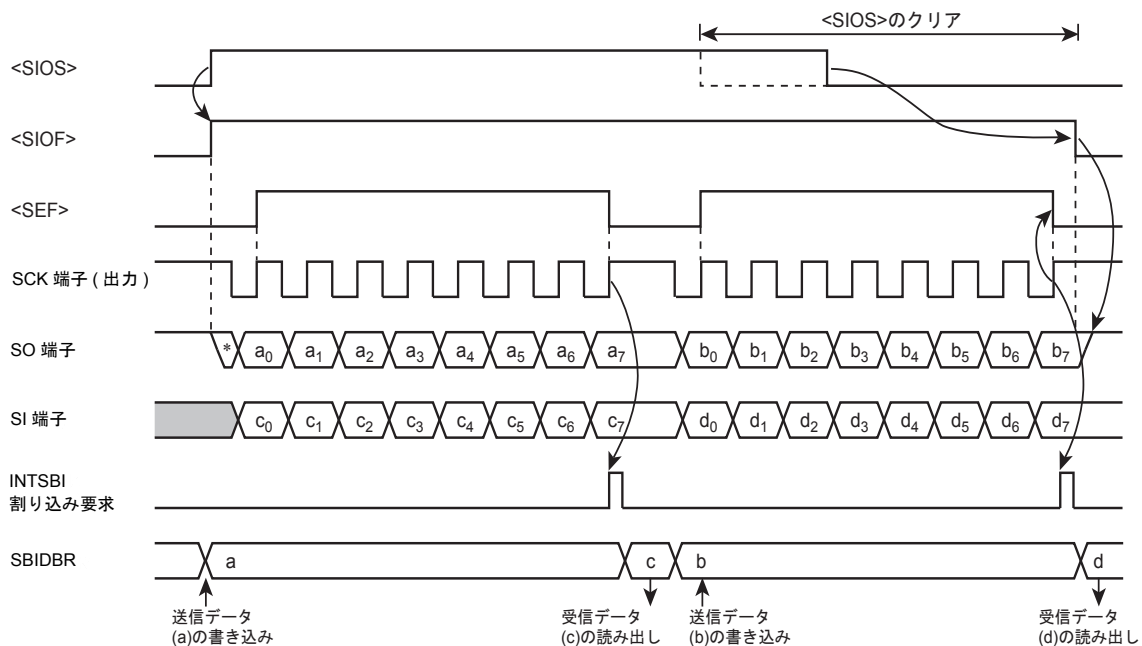 <SIOS>のクリア
<SIOS>
<SIOF>
<SEF>
SCK 端子 ( 出力 )
SO 端子
* a0 a1 a2 a3 a4 a5 a6 a7 b0 b1 b2 b3 b4 b5 b6 b7
SI 端子
c0 c1 c2 c3 c4 c5 c6 c7 d0 d1 d2 d3 d4 d5 d6 d7
INTSBI
割り込み要求
SBIDBR
a c b d
送信データ
(a)の書き込み
受信データ
(c)の読み出し
送信データ
(b)の書き込み
受信データ
(d)の読み出し